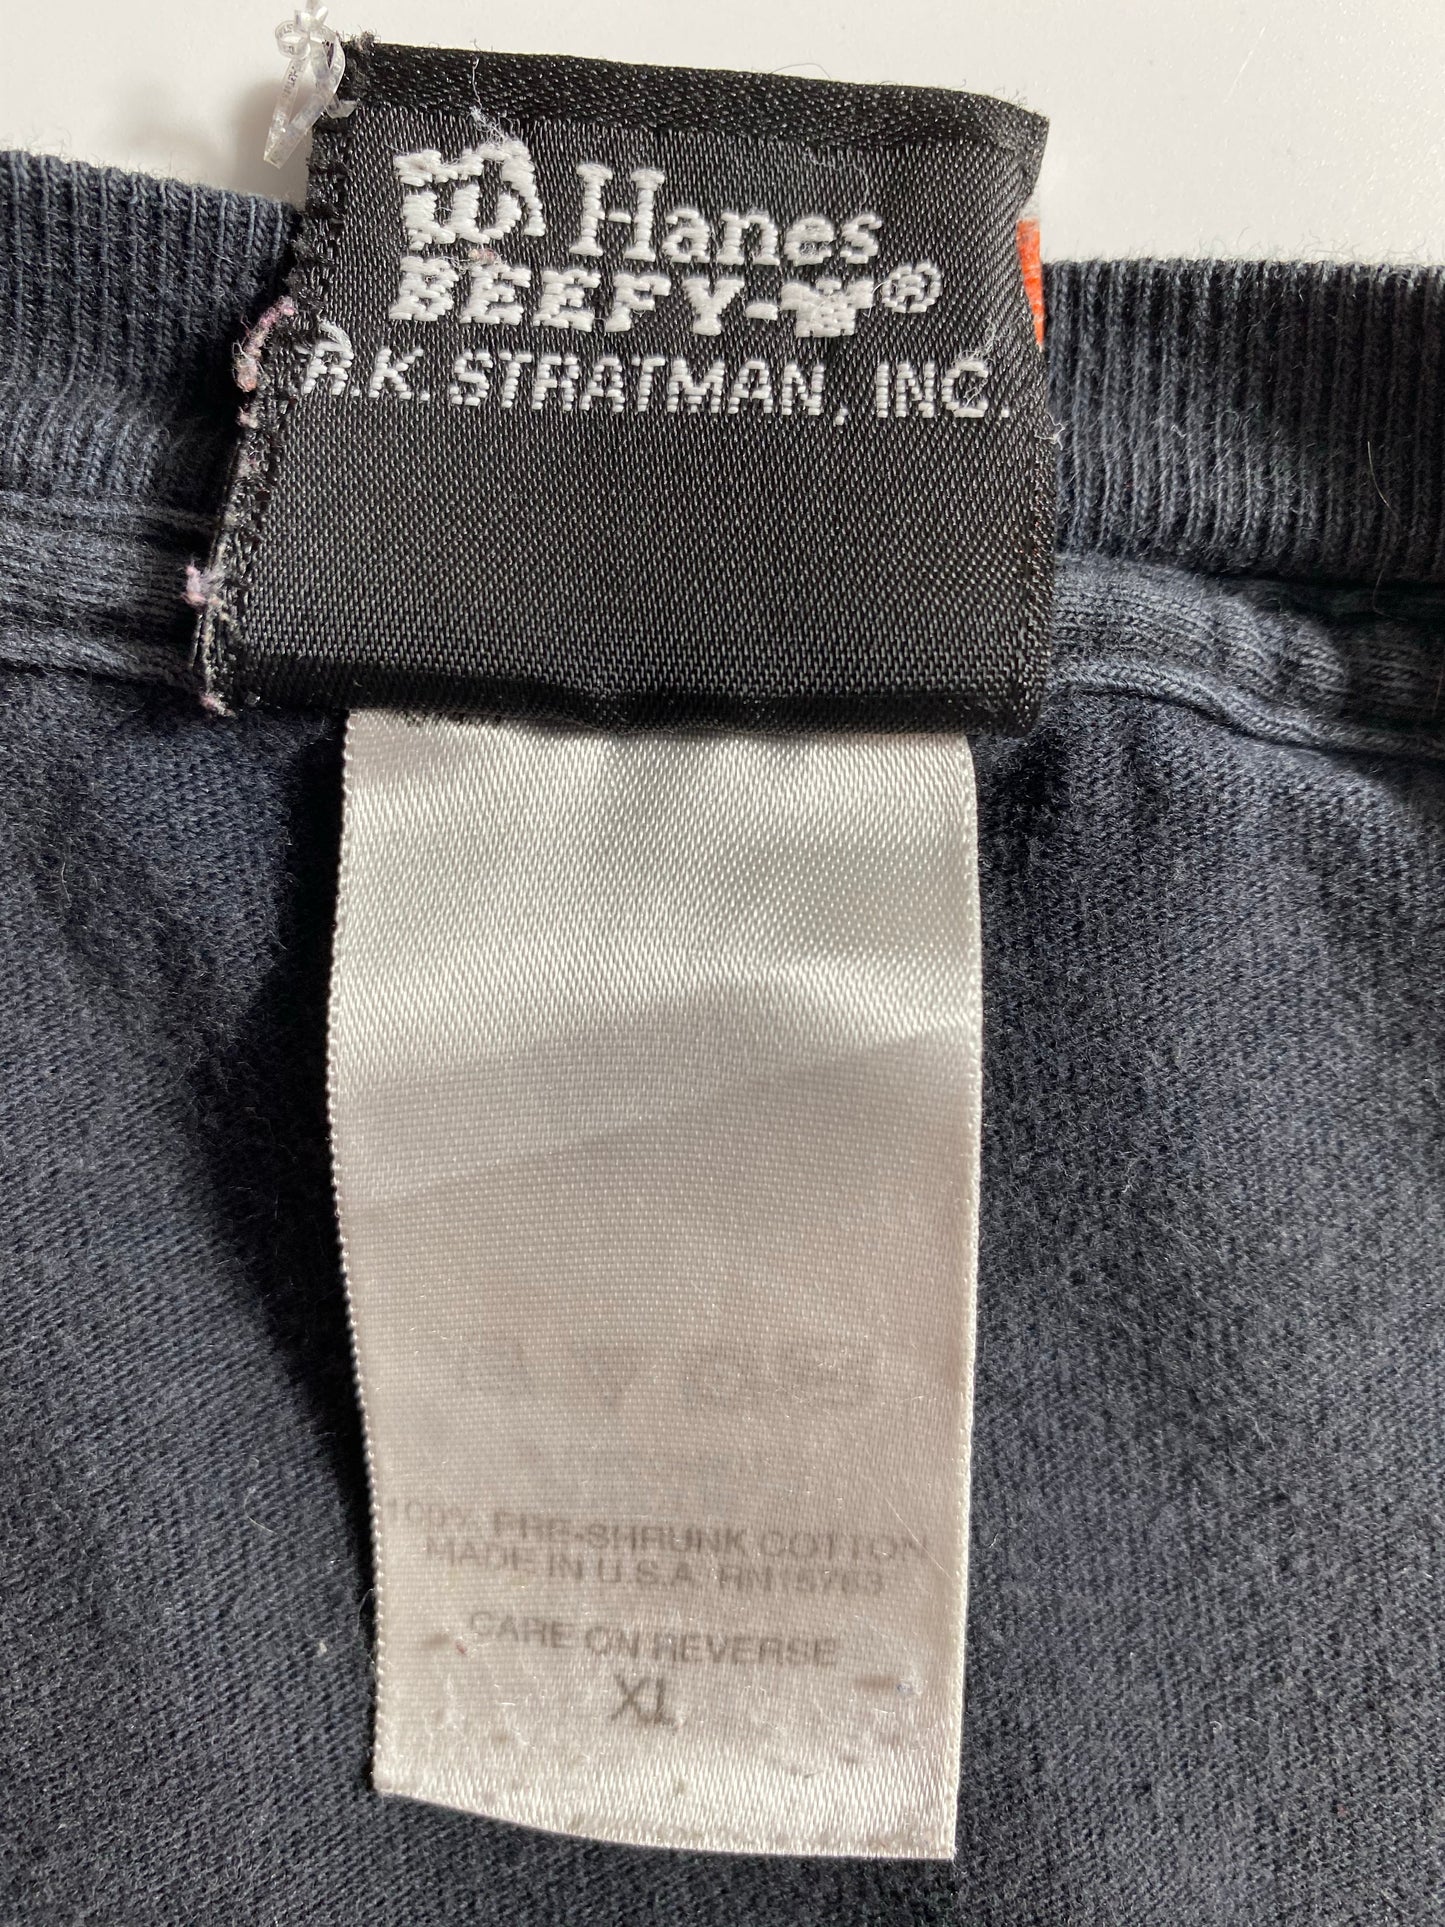 Hanes
BEEFY-T®
R.K. STRATMAN, INC.
100% PRE-SHRUNK COTTON
MADE IN U.S.A. RN15763
CARE ON REVERSE
XL